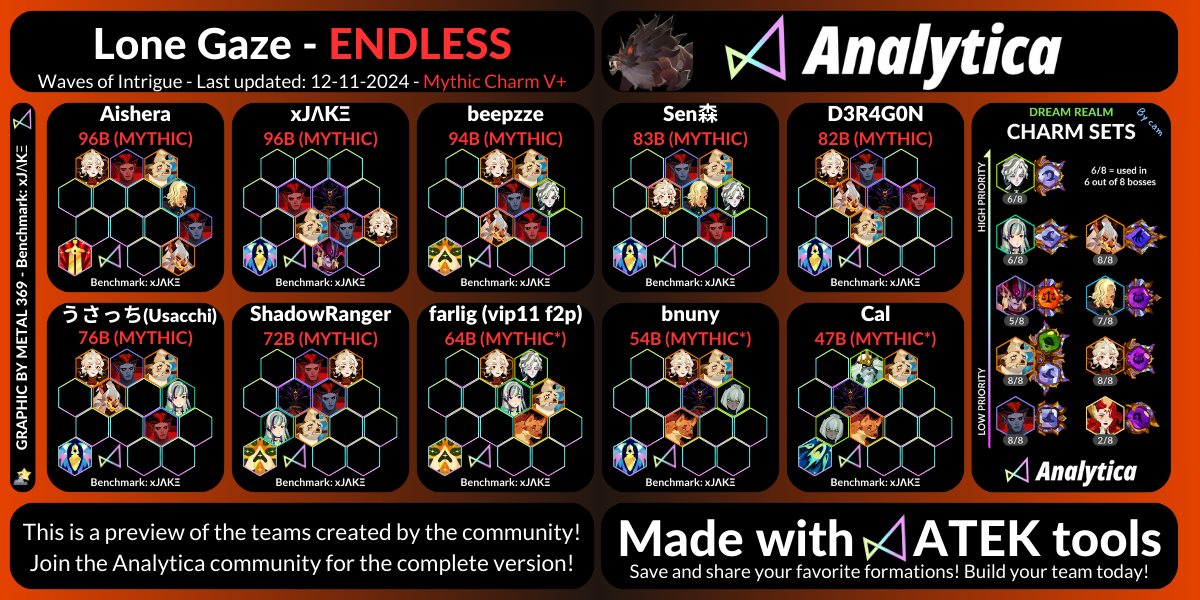 Lone Gaze - ENDLESS
Waves of Intrigue - Last updated: 12-11-2024 - Mythic Charm V+
Analytica
GRAPHIC BY METAL 369 - Benchmark: xJΛKΞ
Aishera
96B (MYTHIC)
Benchmark: xJΛKΞ
xJΛKΞ
96B (MYTHIC)
Benchmark: xJΛKΞ
beepzze
94B (MYTHIC)
Benchmark: xJΛKΞ
Sen森
83B (MYTHIC)
Benchmark: xJΛKΞ
D3R4G0N
82B (MYTHIC)
Benchmark: xJΛKΞ
うさっち(Usacchi)
76B (MYTHIC)
Benchmark: xJΛKΞ
ShadowRanger
72B (MYTHIC)
Benchmark: xJΛKΞ
farlig (vip11 f2p)
64B (MYTHIC*)
Benchmark: xJΛKΞ
bnuny
54B (MYTHIC*)
Benchmark: xJΛKΞ
Cal
47B (MYTHIC*)
Benchmark: xJΛKΞ
DREAM REALM
CHARM SETS
By cam
HIGH PRIORITY
LOW PRIORITY
6/8 = used in
6 out of 8 bosses
6/8
6/8
8/8
5/8
7/8
8/8
8/8
8/8
2/8
Analytica
This is a preview of the teams created by the community!
Join the Analytica community for the complete version!
Made with ATEK tools
Save and share your favorite formations! Build your team today!